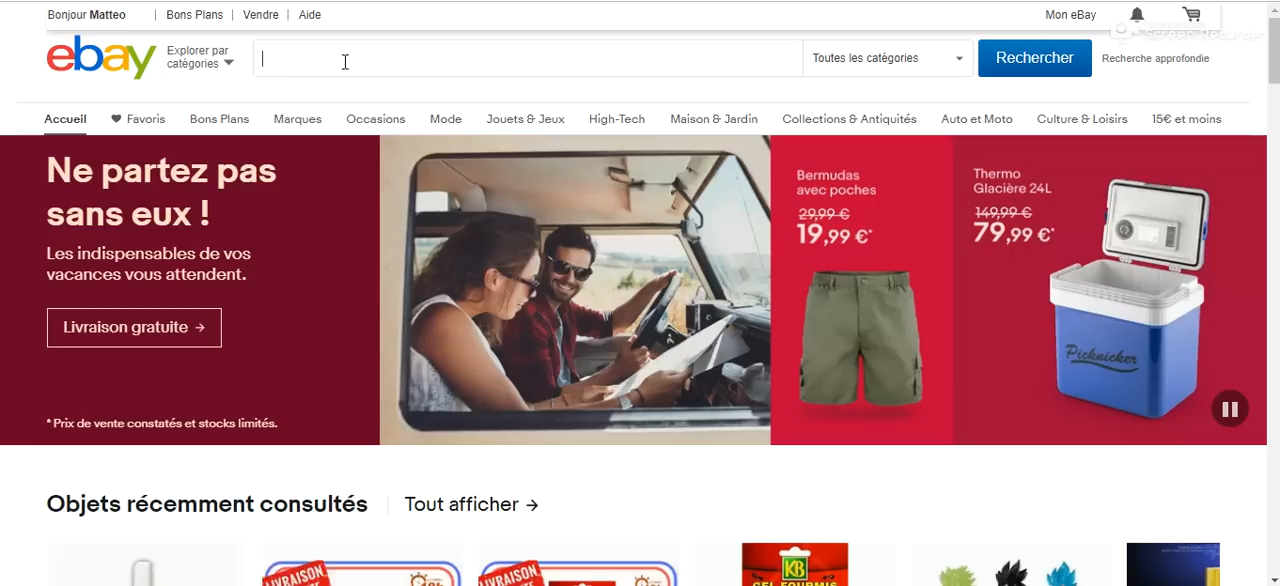 Bonjour Matteo | Bons Plans | Vendre | Aide
Mon eBay
Screen Recorder
ebay
Explorer par
catégories
Toutes les catégories
Rechercher
Recherche approfondie
Accueil Favoris Bons Plans Marques Occasions Mode Jouets & Jeux High-Tech Maison & Jardin Collections & Antiquités Auto et Moto Culture & Loisirs 15€ et moins
Ne partez pas
sans eux !
Les indispensables de vos
vacances vous attendent.
Livraison gratuite →
* Prix de vente constatés et stocks limités.
Bermudas
avec poches
29,99 €
19,99 €*
Thermo
Glacière 24L
149,99 €
79,99 €*
Picknicker
Objets récemment consultés
Tout afficher →
LIVRAISON
LIVRAISON
KB
GEL FOURMIS